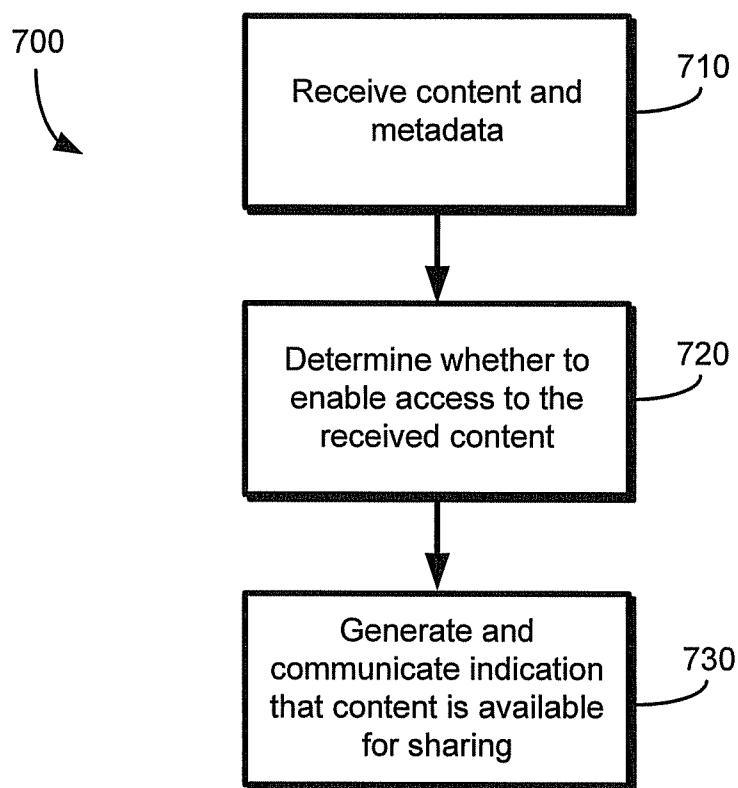 700
Receive content and
metadata
710
Determine whether to
enable access to the
received content
720
Generate and
communicate indication
that content is available
for sharing
730